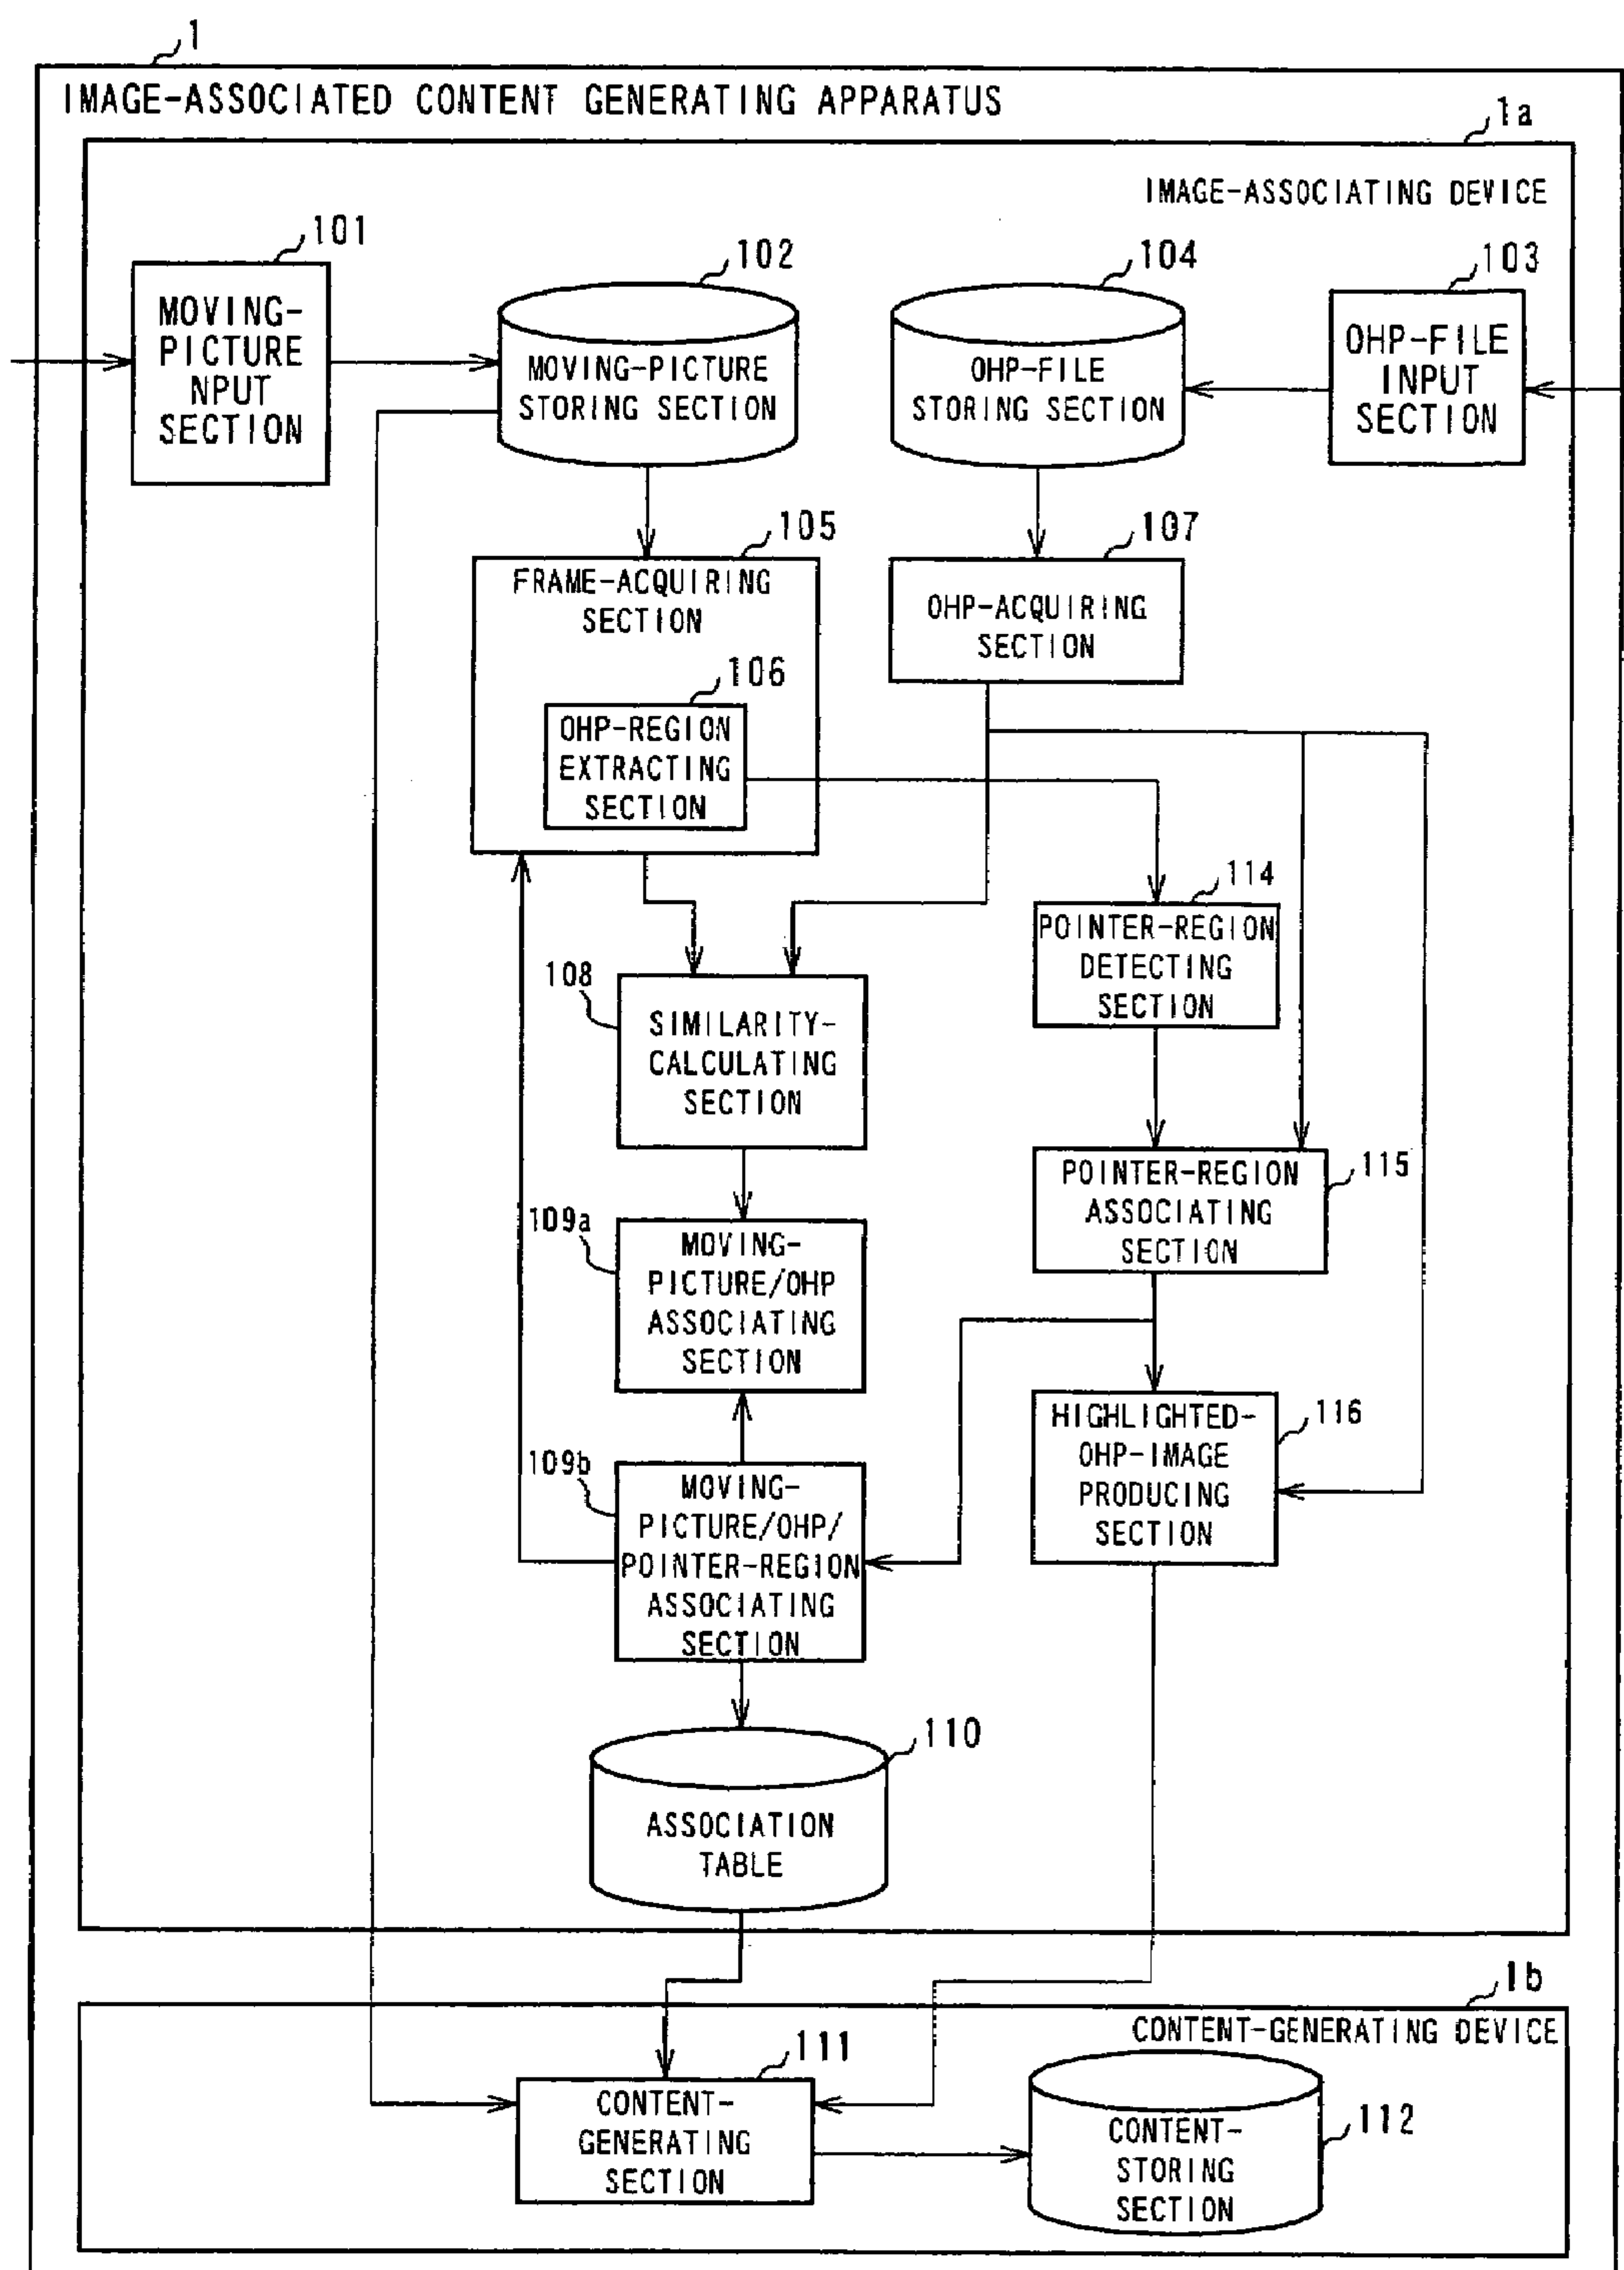 1
IMAGE-ASSOCIATED CONTENT GENERATING APPARATUS
1a
IMAGE-ASSOCIATING DEVICE
101
MOVING-
PICTURE
NPUT
SECTION
102
MOVING-PICTURE
STORING SECTION
104
OHP-FILE
STORING SECTION
103
OHP-FILE
INPUT
SECTION
105
FRAME-ACQUIRING
SECTION
106
OHP-REGION
EXTRACTING
SECTION
107
OHP-ACQUIRING
SECTION
114
POINTER-REGION
DETECTING
SECTION
108
SIMILARITY-
CALCULATING
SECTION
115
POINTER-REGION
ASSOCIATING
SECTION
109a
MOVING-
PICTURE/OHP
ASSOCIATING
SECTION
116
HIGHLIGHTED-
OHP-IMAGE
PRODUCING
SECTION
109b
MOVING-
PICTURE/OHP/
POINTER-REGION
ASSOCIATING
SECTION
110
ASSOCIATION
TABLE
1b
CONTENT-GENERATING DEVICE
111
CONTENT-
GENERATING
SECTION
112
CONTENT-
STORING
SECTION